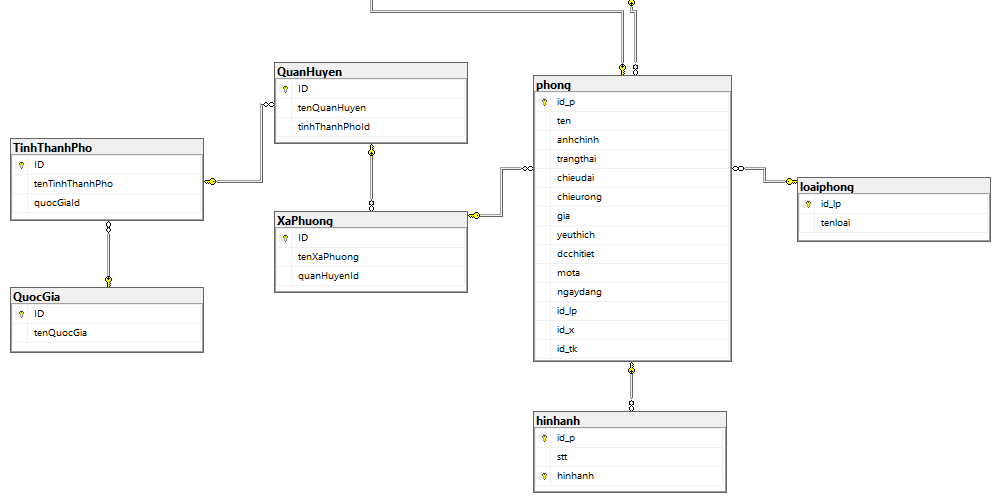 QuanHuyen
ID
tenQuanHuyen
tinhThanhPhoId
TinhThanhPho
ID
tenTinhThanhPho
quocGiaId
QuocGia
ID
tenQuocGia
XaPhuong
ID
tenXaPhuong
quanHuyenId
phong
id_p
ten
anhchinh
trangthai
chieudai
chieurong
gia
yeuthich
dcchitiet
mota
ngaydang
id_lp
id_x
id_tk
loaiphong
id_lp
tenloai
hinhanh
id_p
stt
hinhanh